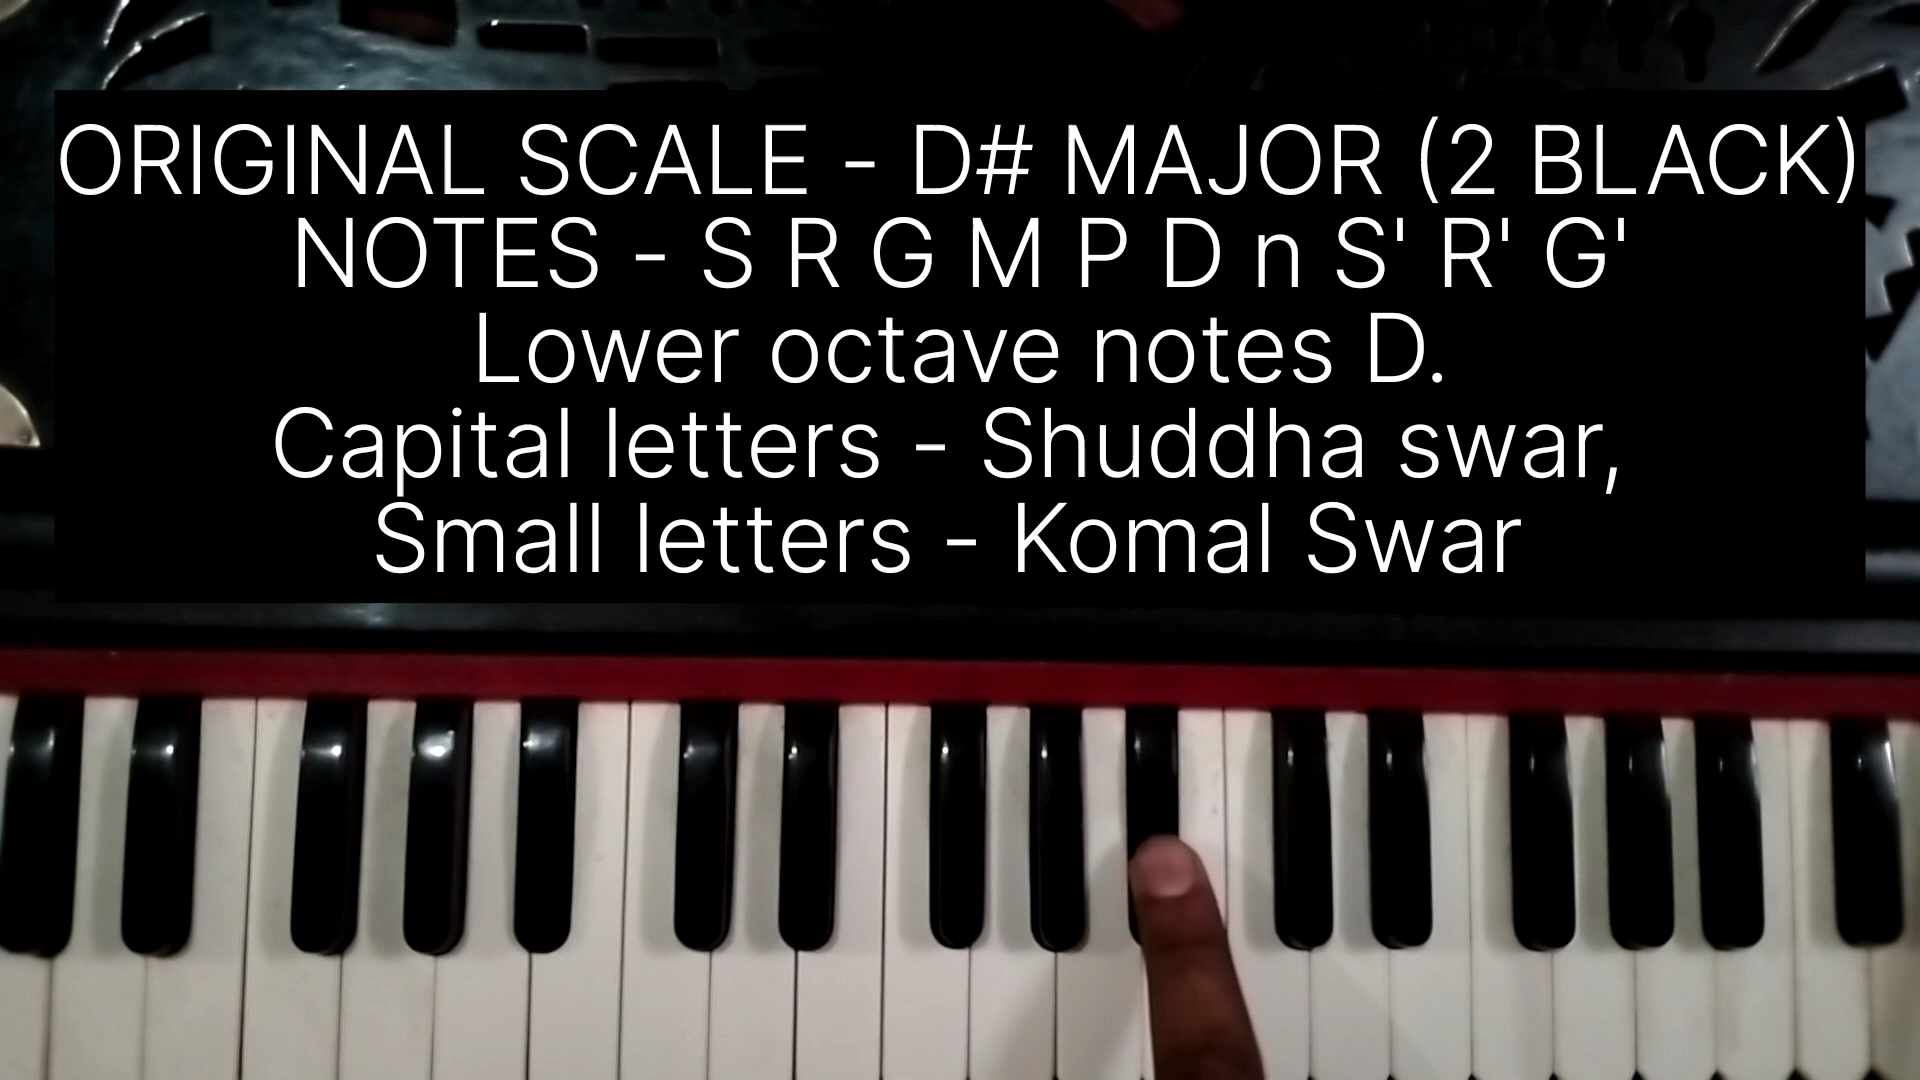 ORIGINAL SCALE - D# MAJOR (2 BLACK)
NOTES - S R G M P D n S' R' G'
Lower octave notes D.
Capital letters - Shuddha swar,
Small letters - Komal Swar